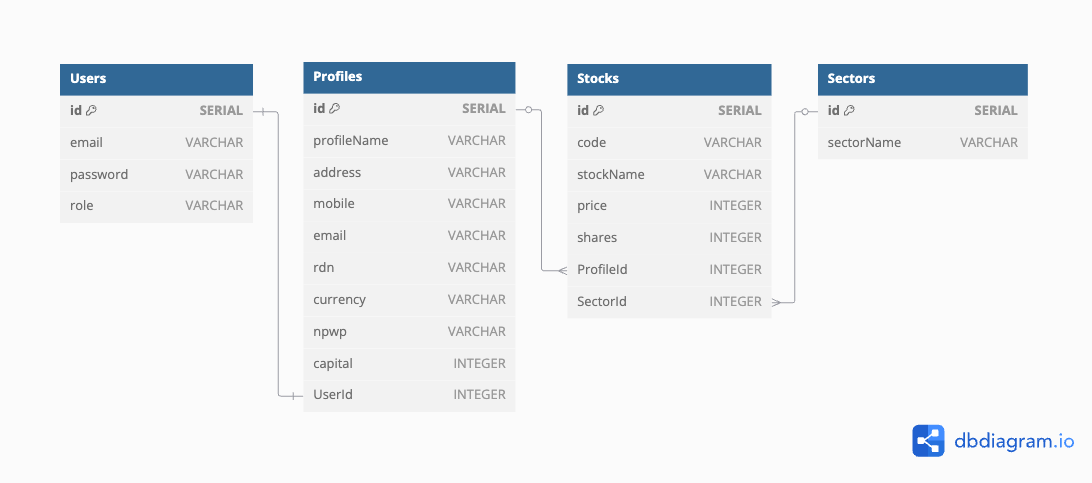 Users
id SERIAL
email VARCHAR
password VARCHAR
role VARCHAR
Profiles
id SERIAL
profileName VARCHAR
address VARCHAR
mobile VARCHAR
email VARCHAR
rdn VARCHAR
currency VARCHAR
npwp VARCHAR
capital INTEGER
UserId INTEGER
Stocks
id SERIAL
code VARCHAR
stockName VARCHAR
price INTEGER
shares INTEGER
ProfileId INTEGER
SectorId INTEGER
Sectors
id SERIAL
sectorName VARCHAR
dbdiagram.io